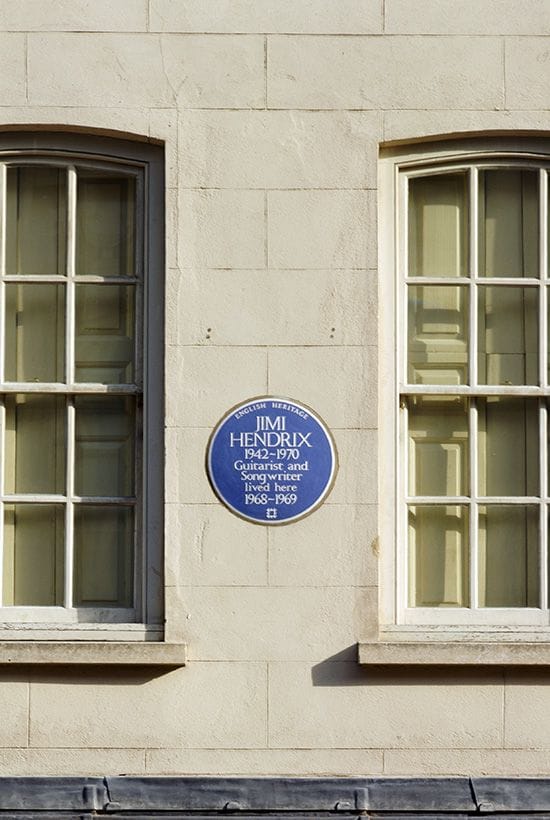 ENGLISH HERITAGE
JIMI
HENDRIX
1942~1970
Guitarist and
Songwriter
lived here
1968~1969